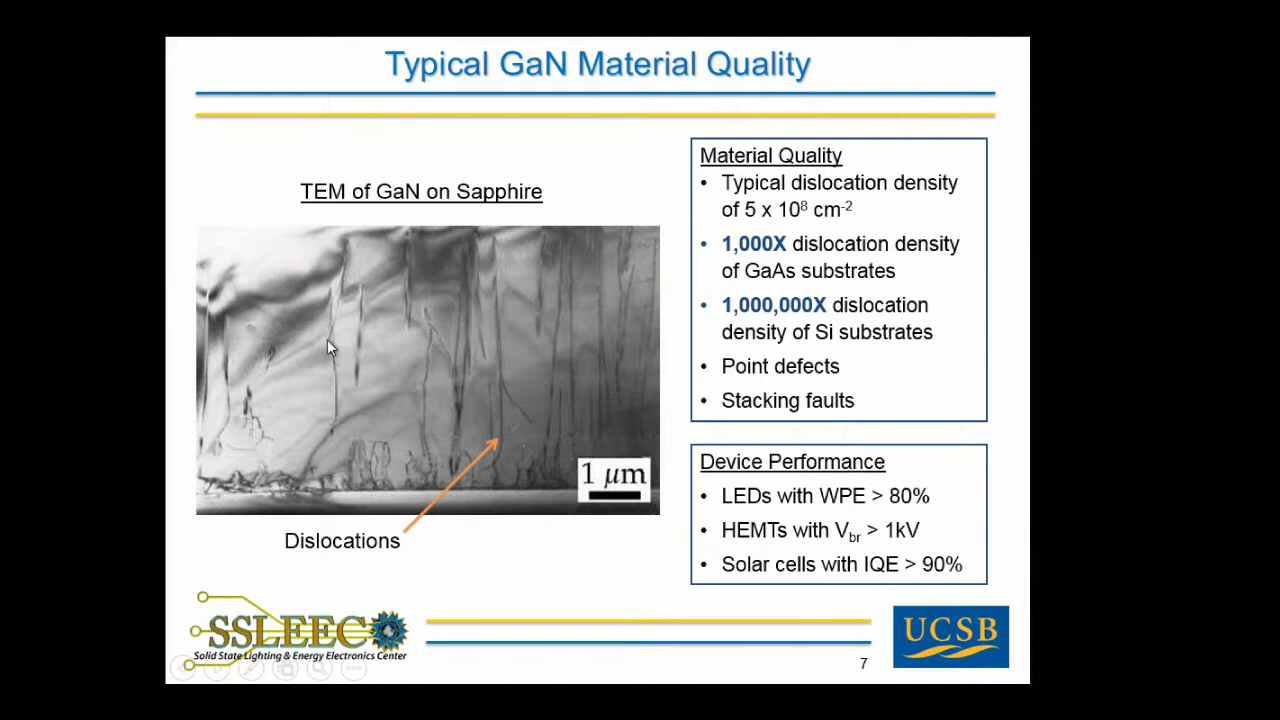 Typical GaN Material Quality
TEM of GaN on Sapphire
1 μm
Dislocations
Material Quality
• Typical dislocation density
of 5 x 10⁸ cm⁻²
• 1,000X dislocation density
of GaAs substrates
• 1,000,000X dislocation
density of Si substrates
• Point defects
• Stacking faults
Device Performance
• LEDs with WPE > 80%
• HEMTs with Vbr > 1kV
• Solar cells with IQE > 90%
SSLEEC
Solid State Lighting & Energy Electronics Center
UCSB
7